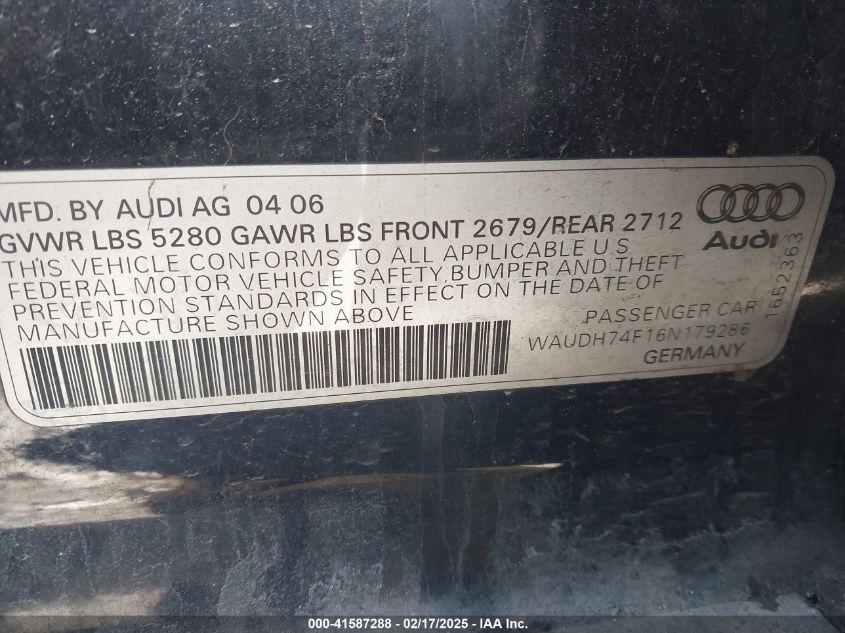 MFD. BY AUDI AG 04 06
GVWR LBS 5280 GAWR LBS FRONT 2679/REAR 2712
THIS VEHICLE CONFORMS TO ALL APPLICABLE U S
FEDERAL MOTOR VEHICLE SAFETY, BUMPER AND THEFT
PREVENTION STANDARDS IN EFFECT ON THE DATE OF
MANUFACTURE SHOWN ABOVE
PASSENGER CAR
WAUDH74F16N179286
GERMANY
Audi
1652363
000-41587288 - 02/17/2025 - IAAI.COM